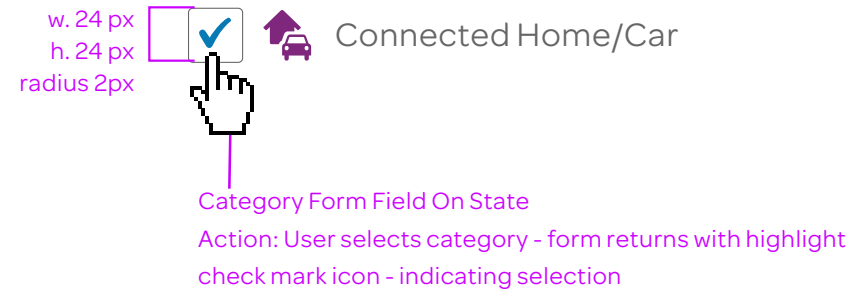 w. 24 px
h. 24 px
radius 2px
Connected Home/Car
Category Form Field On State
Action: User selects category - form returns with highlight
check mark icon - indicating selection